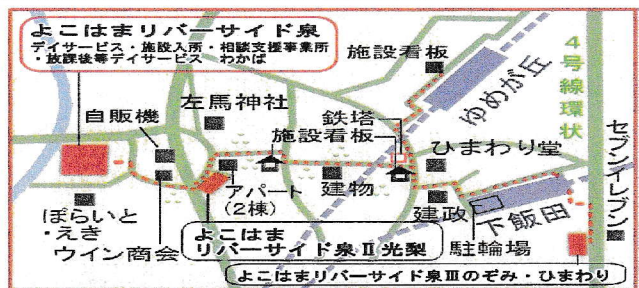 よこはまリバーサイド泉
デイサービス・施設入所・相談支援事業所
・放課後等デイサービス わかば
施設看板
ゆめが丘
4号線環状
自販機
左馬神社
鉄塔
施設看板
ひまわり堂
セブンイレブン
アパート
(2棟)
建物
建政
下飯田
ぽらいと
・えき
ウイン商会
よこはま
リバーサイド泉Ⅱ光梨
駐輪場
よこはまリバーサイド泉Ⅲのぞみ・ひまわり